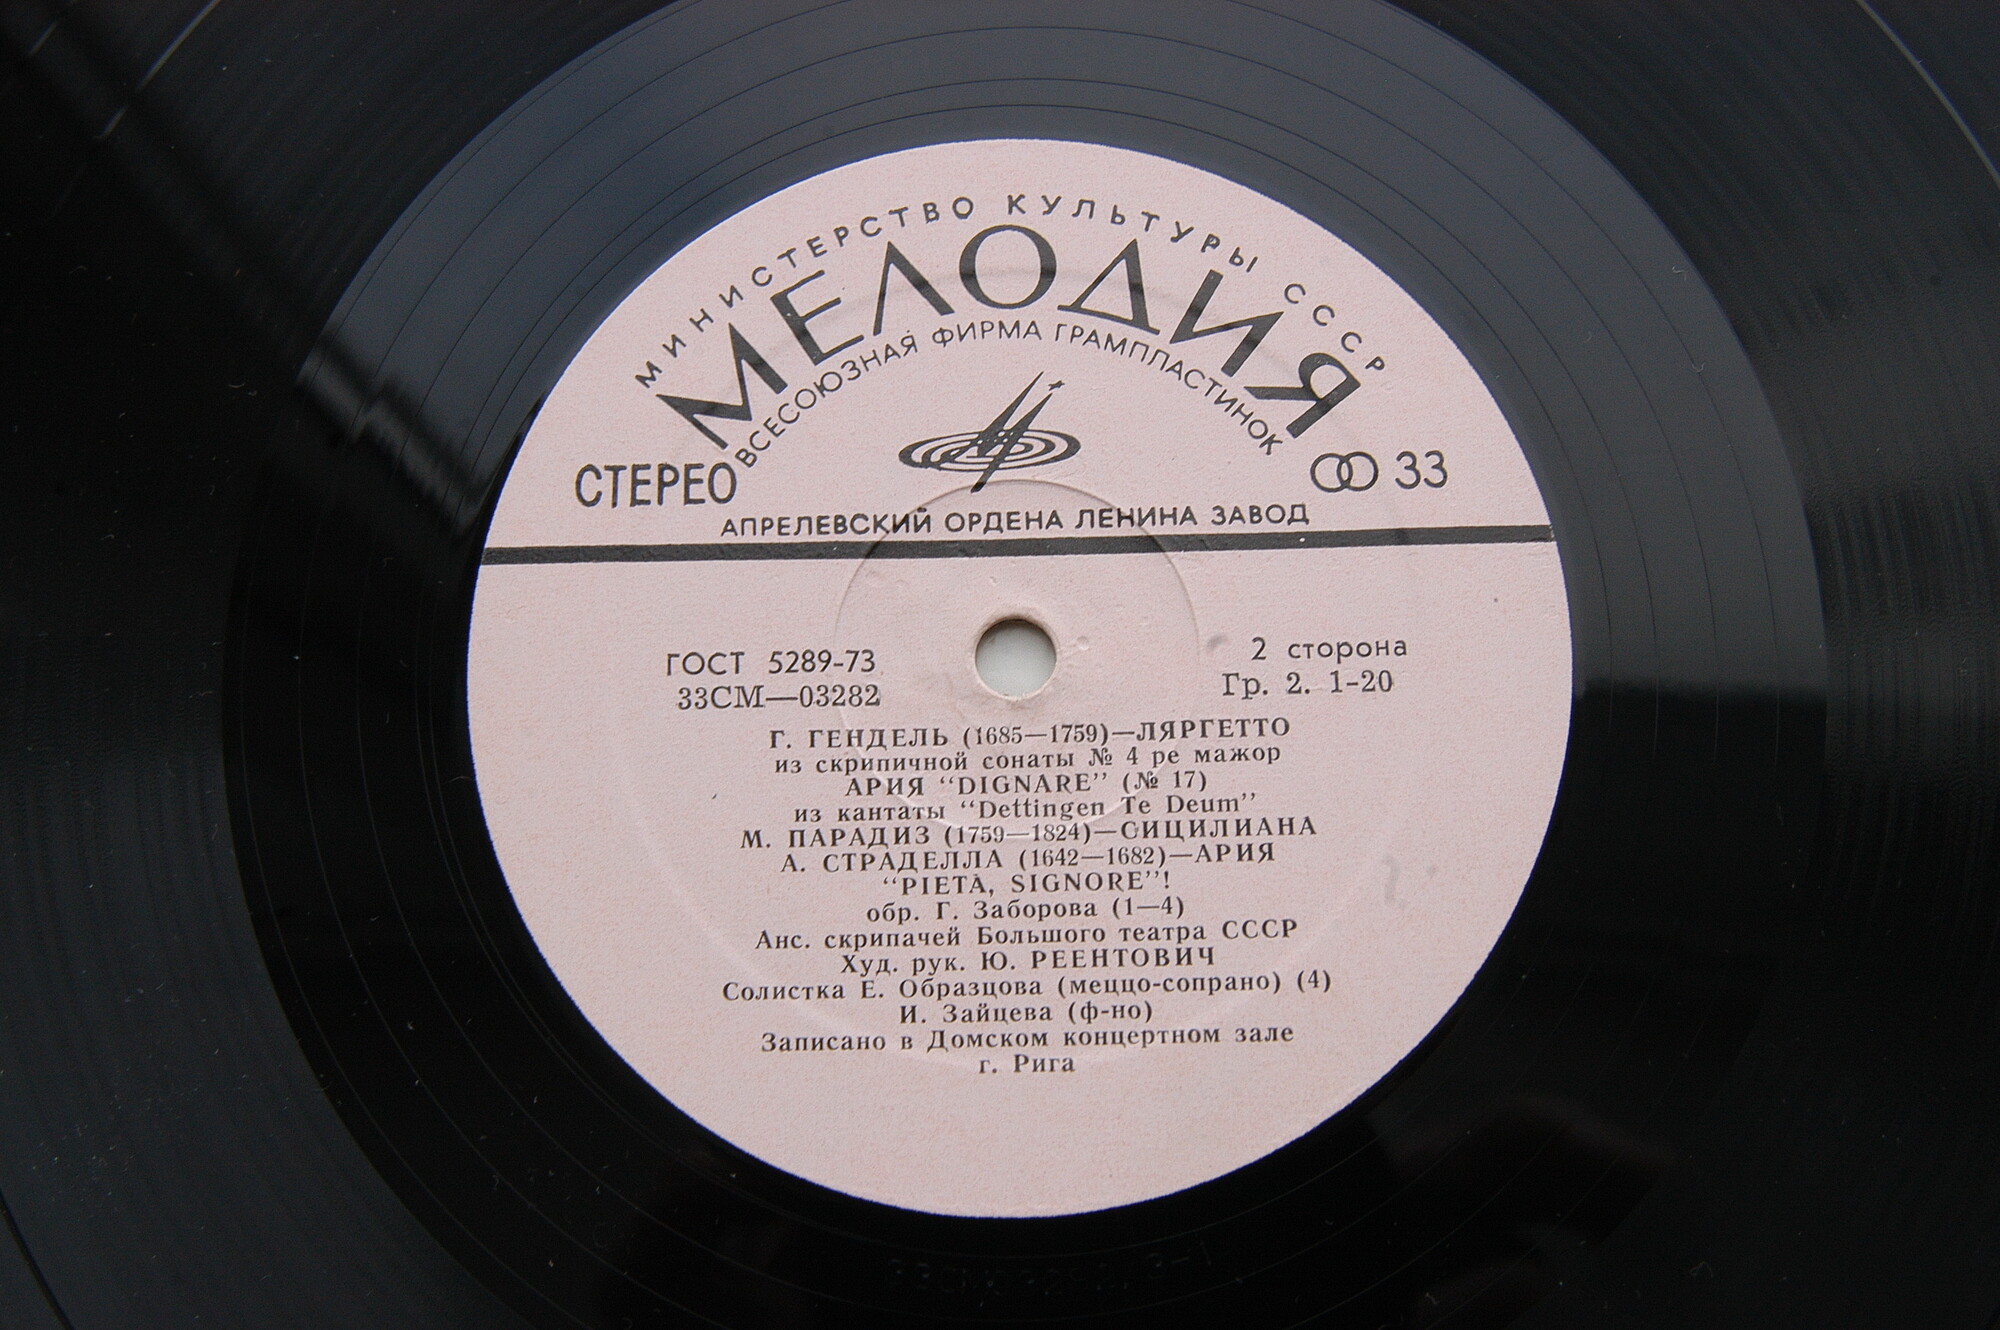 МИНИСТЕРСТВО КУЛЬТУРЫ СССР
МЕЛОДИЯ
ВСЕСОЮЗНАЯ ФИРМА ГРАМПЛАСТИНОК
СТЕРЕО
33
АПРЕЛЕВСКИЙ ОРДЕНА ЛЕНИНА ЗАВОД
ГОСТ 5289-73
2 сторона
33СМ—03282
Гр. 2. 1-20
Г. ГЕНДЕЛЬ (1685—1759)—ЛЯРГЕТТО
из скрипичной сонаты № 4 ре мажор
АРИЯ “DIGNARE” (№ 17)
из кантаты “Dettingen Te Deum”
М. ПАРАДИЗ (1759—1824)—СИЦИЛИАНА
А. СТРАДЕЛЛА (1642—1682)—АРИЯ
“PIETÀ, SIGNORE”!
обр. Г. Заборова (1—4)
Анс. скрипачей Большого театра СССР
Худ. рук. Ю. РЕЕНТОВИЧ
Солистка Е. Образцова (меццо-сопрано) (4)
И. Зайцева (ф-но)
Записано в Домском концертном зале
г. Рига